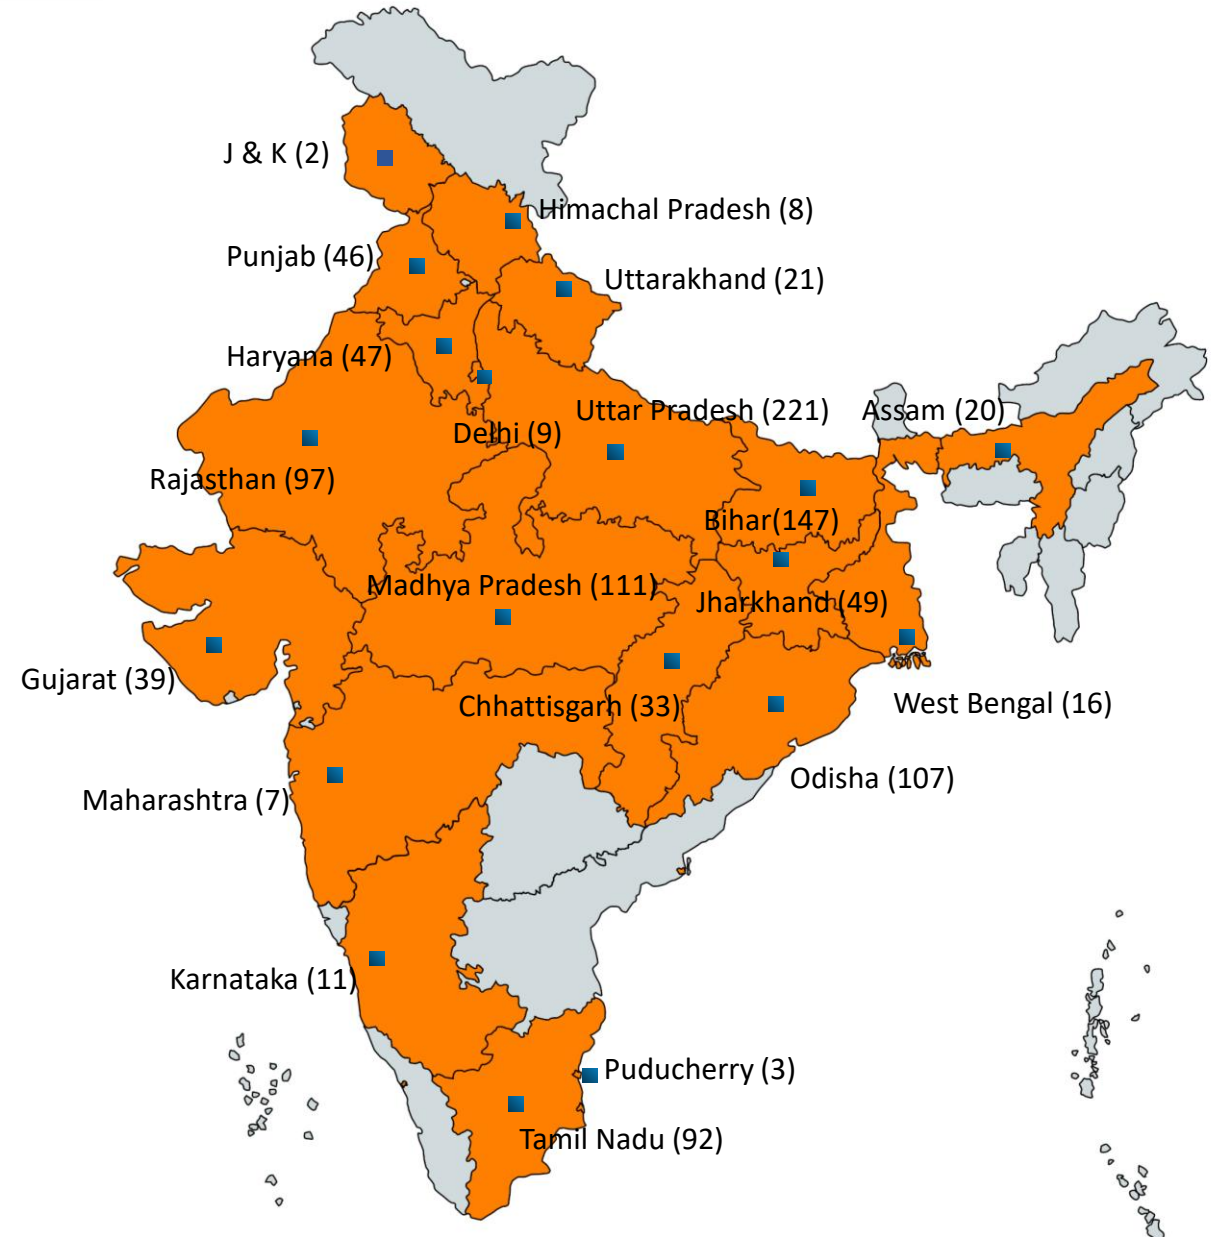 J & K (2)
Himachal Pradesh (8)
Punjab (46)
Uttarakhand (21)
Haryana (47)
Uttar Pradesh (221)
Assam (20)
Delhi (9)
Rajasthan (97)
Bihar(147)
Madhya Pradesh (111)
Jharkhand (49)
Gujarat (39)
Chhattisgarh (33)
West Bengal (16)
Odisha (107)
Maharashtra (7)
Karnataka (11)
Puducherry (3)
Tamil Nadu (92)